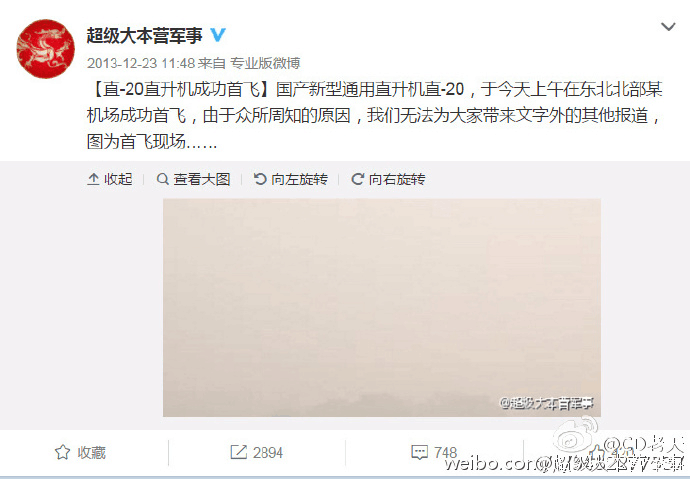 超级大本营军事
2013-12-23 11:48 来自 专业版微博
【直-20直升机成功首飞】国产新型通用直升机直-20，于今天上午在东北北部某
机场成功首飞，由于众所周知的原因，我们无法为大家带来文字外的其他报道，
图为首飞现场……
收起 查看大图 向左旋转 向右旋转
@超级大本营军事
收藏 2894 748
@GD老天
weibo.com